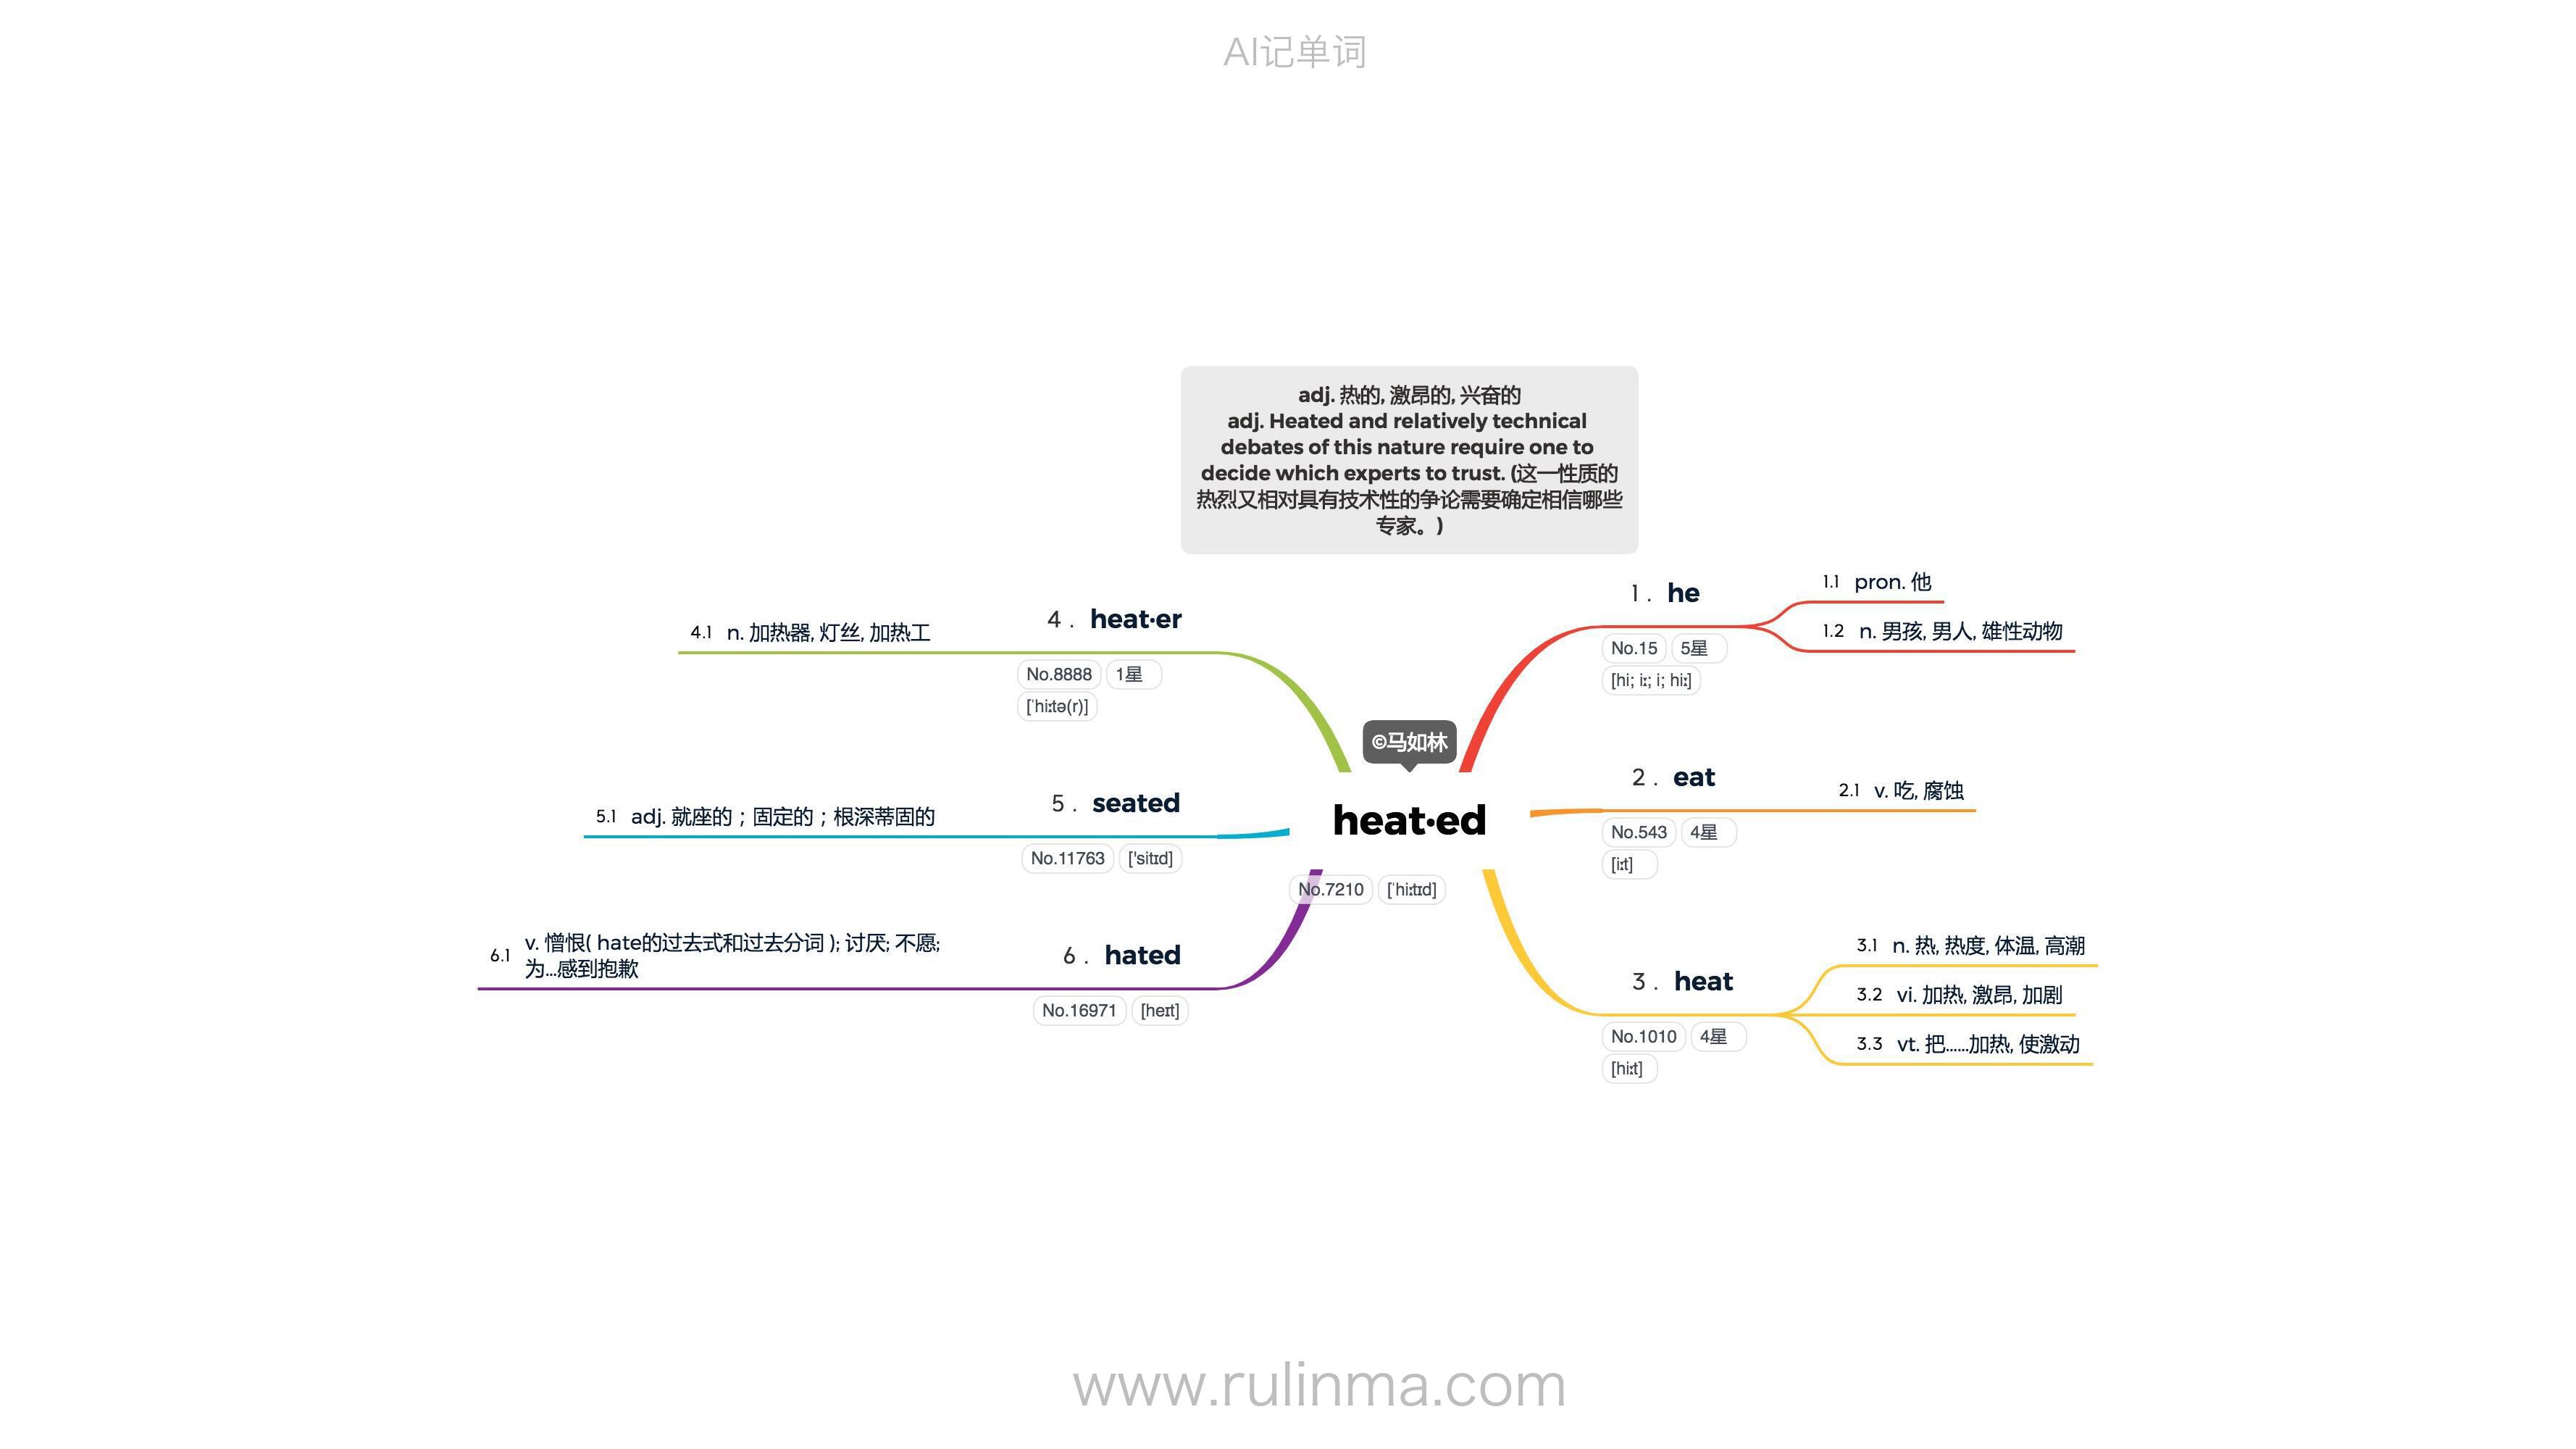 AI记单词
adj. 热的, 激昂的, 兴奋的
adj. Heated and relatively technical
debates of this nature require one to
decide which experts to trust. (这一性质的
热烈又相对具有技术性的争论需要确定相信哪些
专家。)
©马如林
heat·ed
No.7210 [ˈhiːtɪd]
1 . he
No.15 5星
[hi; iː; i; hiː]
1.1 pron. 他
1.2 n. 男孩, 男人, 雄性动物
2 . eat
No.543 4星
[iːt]
2.1 v. 吃, 腐蚀
3 . heat
No.1010 4星
[hiːt]
3.1 n. 热, 热度, 体温, 高潮
3.2 vi. 加热, 激昂, 加剧
3.3 vt. 把……加热, 使激动
4 . heat·er
No.8888 1星
[ˈhiːtə(r)]
4.1 n. 加热器, 灯丝, 加热工
5 . seated
No.11763 ['sitɪd]
5.1 adj. 就座的；固定的；根深蒂固的
6 . hated
No.16971 [heɪt]
6.1 v. 憎恨( hate的过去式和过去分词 ); 讨厌; 不愿;
为...感到抱歉
www.rulinma.com